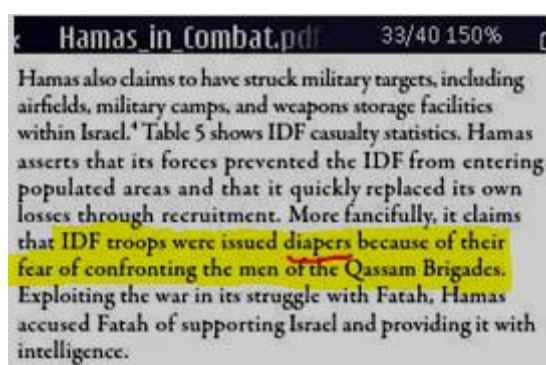 Hamas_in_Combat.pdf 33/40 150%
Hamas also claims to have struck military targets, including
airfields, military camps, and weapons storage facilities
within Israel.⁴ Table 5 shows IDF casualty statistics. Hamas
asserts that its forces prevented the IDF from entering
populated areas and that it quickly replaced its own
losses through recruitment. More fancifully, it claims
that IDF troops were issued diapers because of their
fear of confronting the men of the Qassam Brigades.
Exploiting the war in its struggle with Fatah, Hamas
accused Fatah of supporting Israel and providing it with
intelligence.